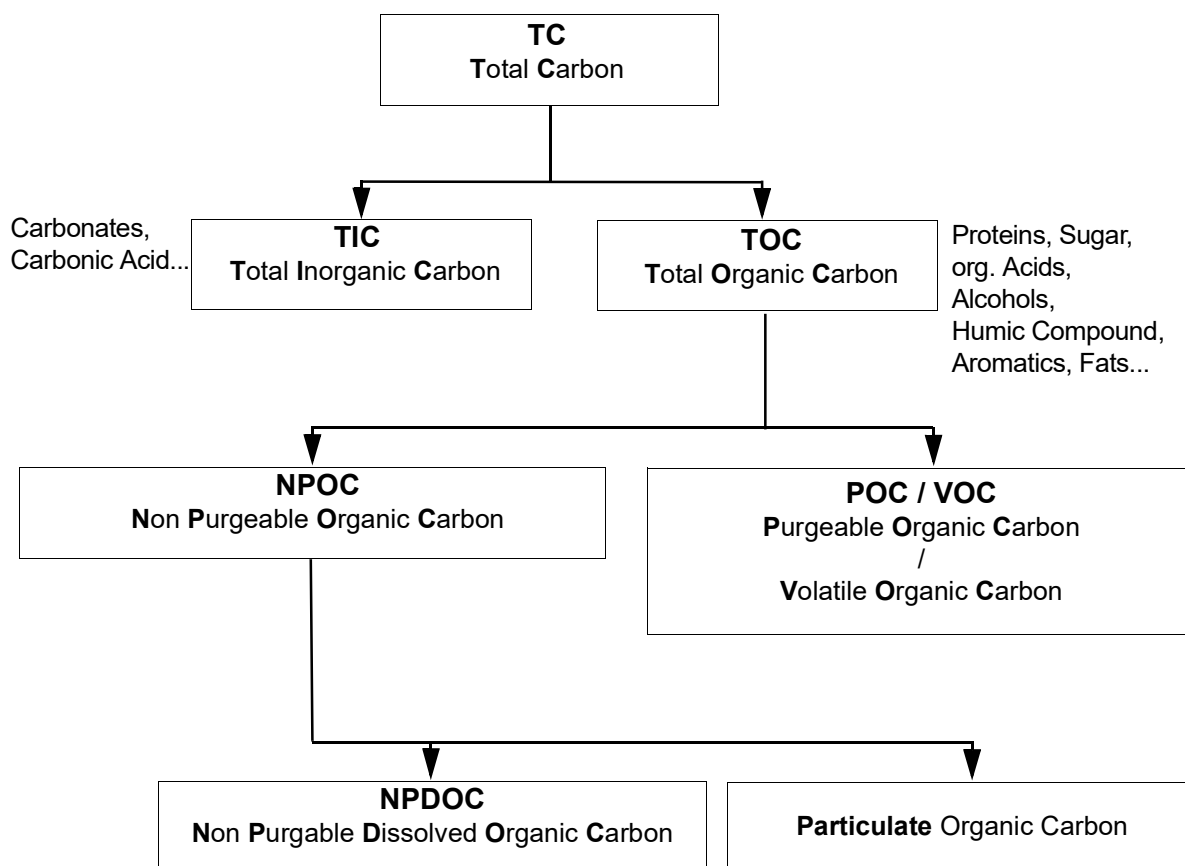 TC
Total Carbon
Carbonates,
Carbonic Acid...
TIC
Total Inorganic Carbon
TOC
Total Organic Carbon
Proteins, Sugar,
org. Acids,
Alcohols,
Humic Compound,
Aromatics, Fats...
NPOC
Non Purgeable Organic Carbon
POC / VOC
Purgeable Organic Carbon
/
Volatile Organic Carbon
NPDOC
Non Purgable Dissolved Organic Carbon
Particulate Organic Carbon